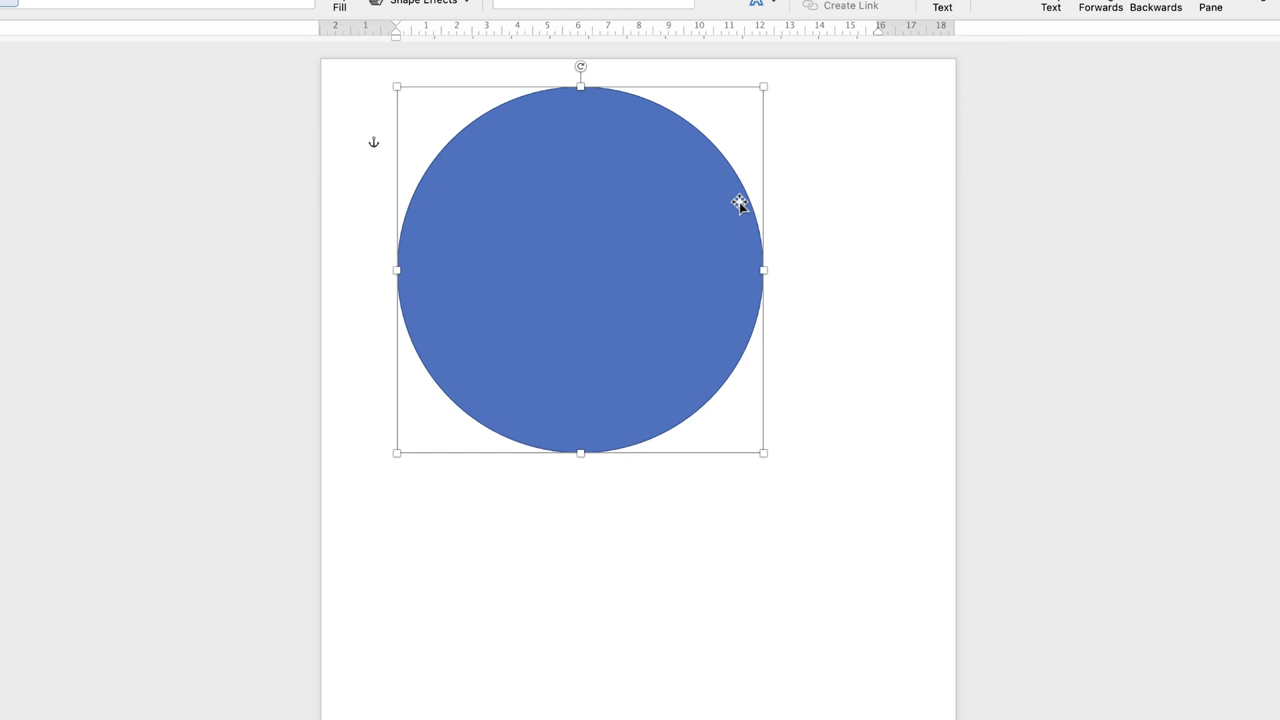 Shape Effects
Fill
Create Link
Text
Text
Forwards
Backwards
Pane
2 1 1 2 3 4 5 6 7 8 9 10 11 12 13 14 15 16 17 18